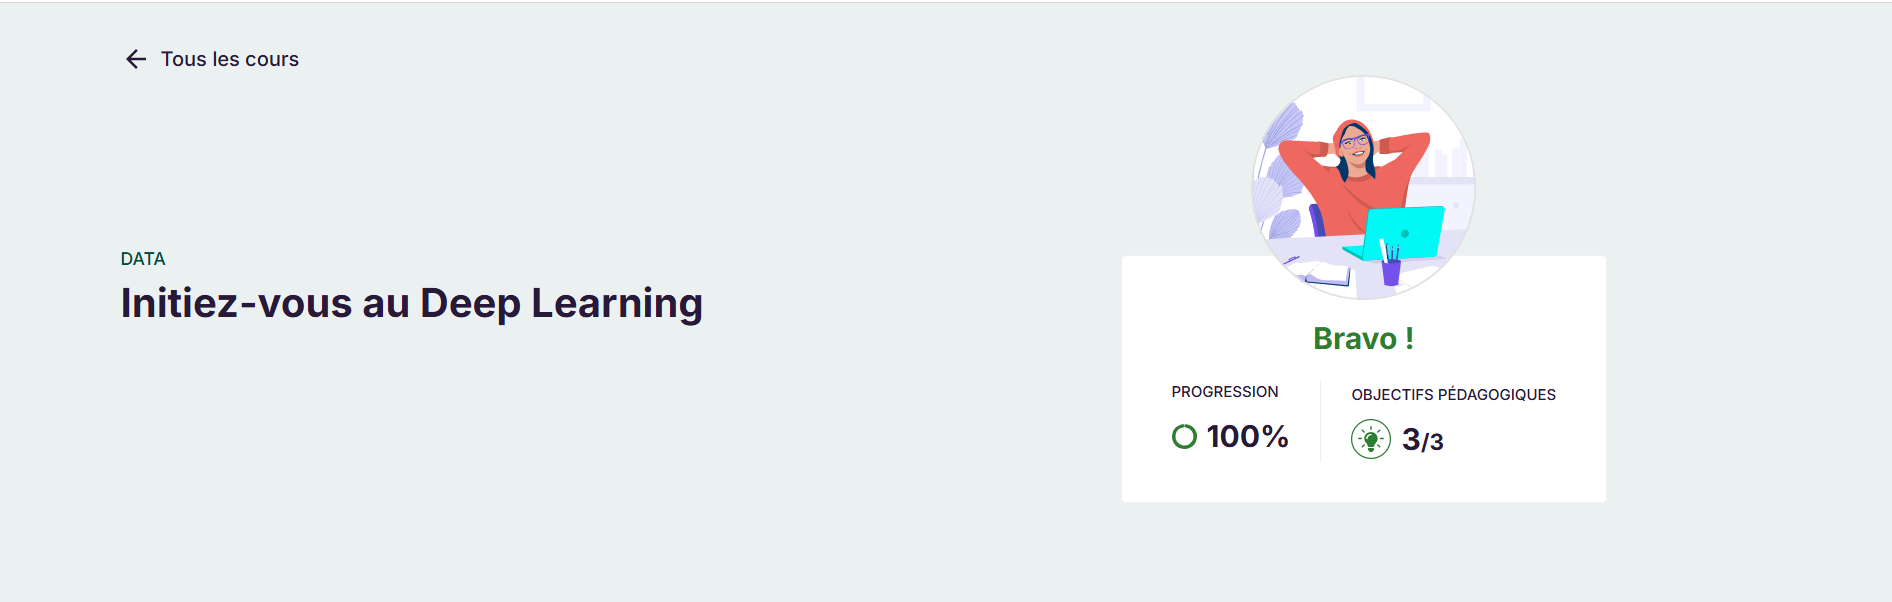 Tous les cours
DATA
Initiez-vous au Deep Learning
Bravo !
PROGRESSION
100%
OBJECTIFS PÉDAGOGIQUES
3/3